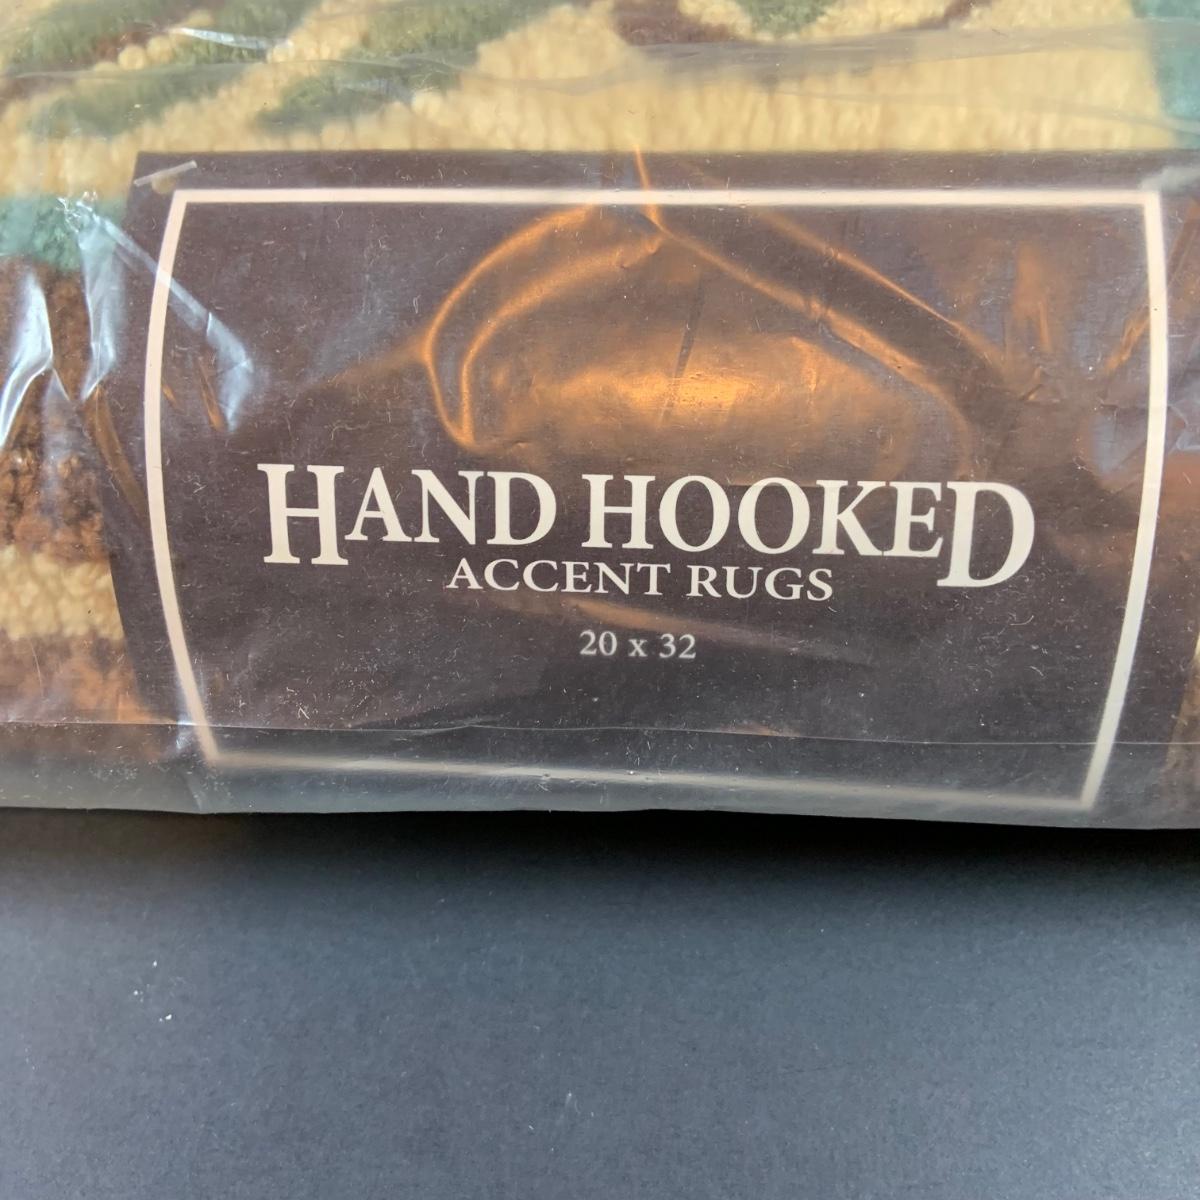 HAND HOOKED
ACCENT RUGS
20 x 32